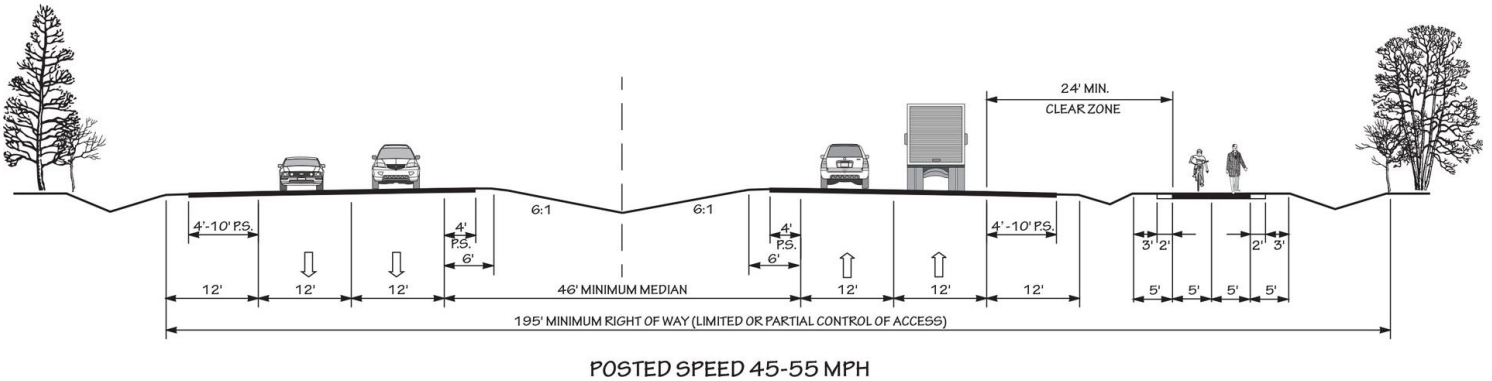 24' MIN.
CLEAR ZONE
6:1
6:1
4'-10' P.S.
4'
P.S.
6'
4'
P.S.
6'
4'-10' P.S.
3'
2'
2'
3'
12'
12'
12'
46' MINIMUM MEDIAN
12'
12'
12'
5'
5'
5'
5'
195' MINIMUM RIGHT OF WAY (LIMITED OR PARTIAL CONTROL OF ACCESS)
POSTED SPEED 45-55 MPH